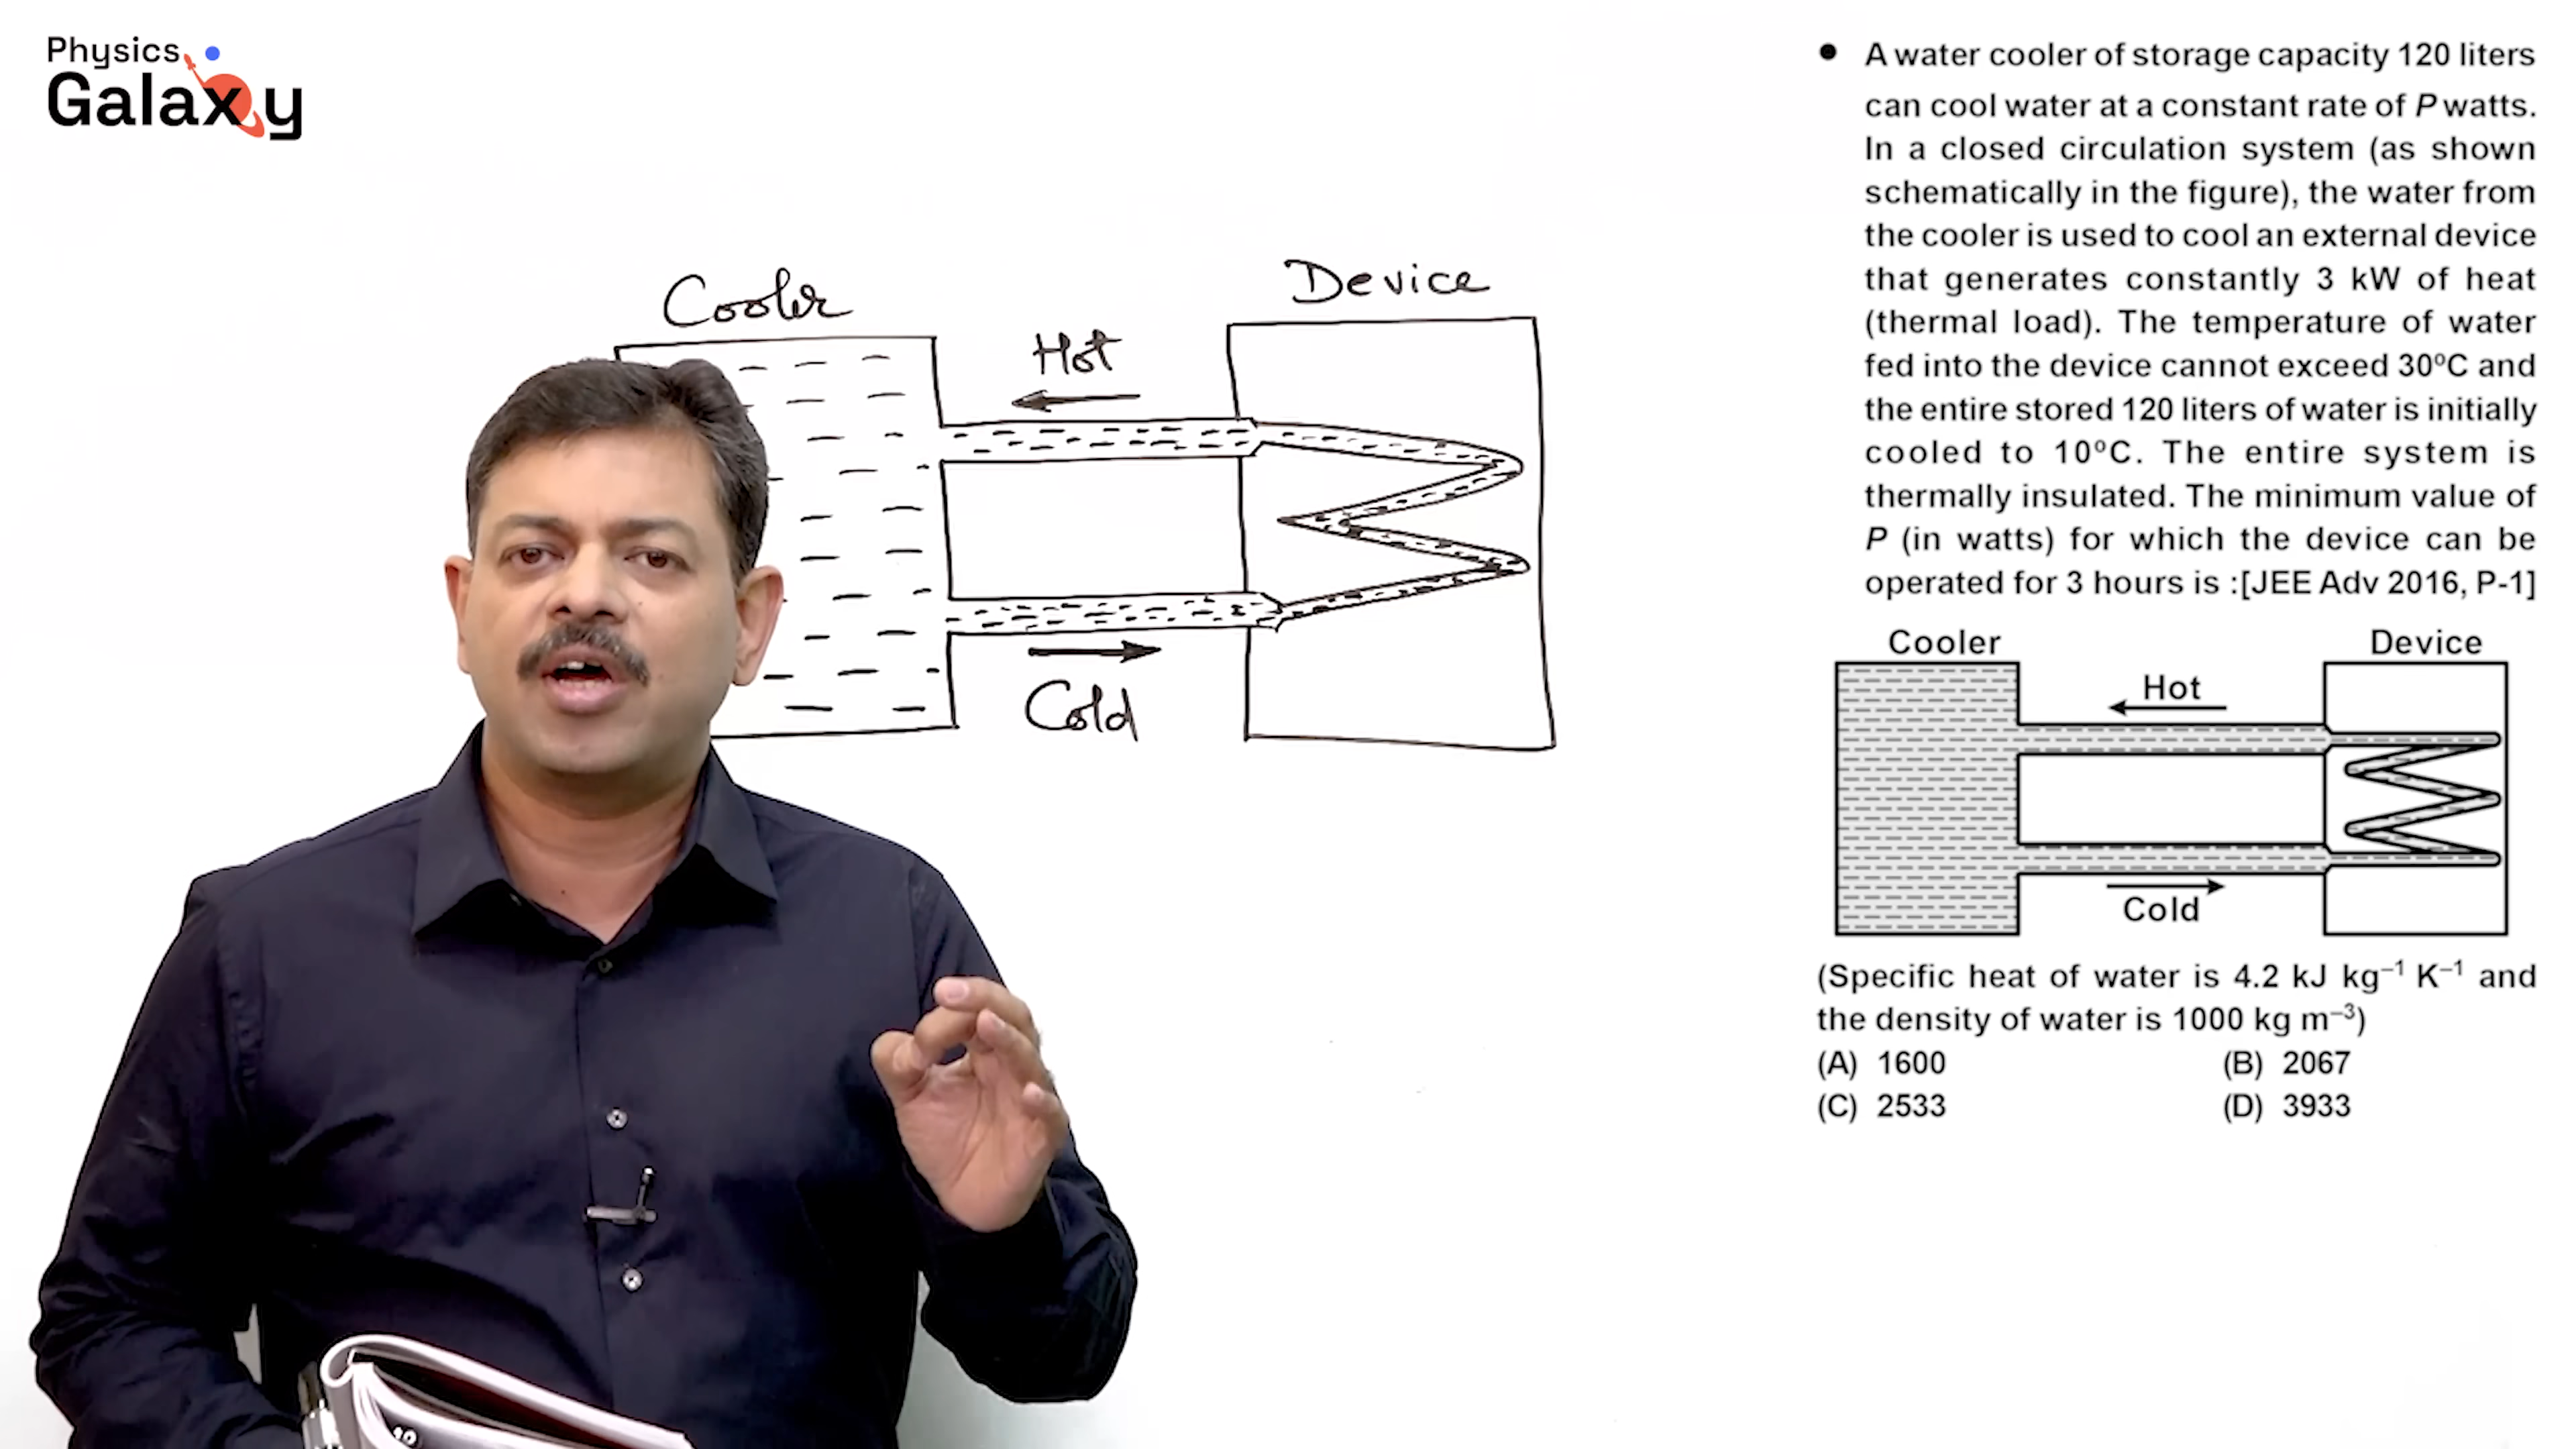 Physics
Galaxy
Cooler
Device
Hot
Cold
● A water cooler of storage capacity 120 liters
can cool water at a constant rate of P watts.
In a closed circulation system (as shown
schematically in the figure), the water from
the cooler is used to cool an external device
that generates constantly 3 kW of heat
(thermal load). The temperature of water
fed into the device cannot exceed 30⁰C and
the entire stored 120 liters of water is initially
cooled to 10⁰C. The entire system is
thermally insulated. The minimum value of
P (in watts) for which the device can be
operated for 3 hours is :[JEE Adv 2016, P-1]
Cooler Device
Hot
Cold
(Specific heat of water is 4.2 kJ kg⁻¹ K⁻¹ and
the density of water is 1000 kg m⁻³)
(A) 1600 (B) 2067
(C) 2533 (D) 3933